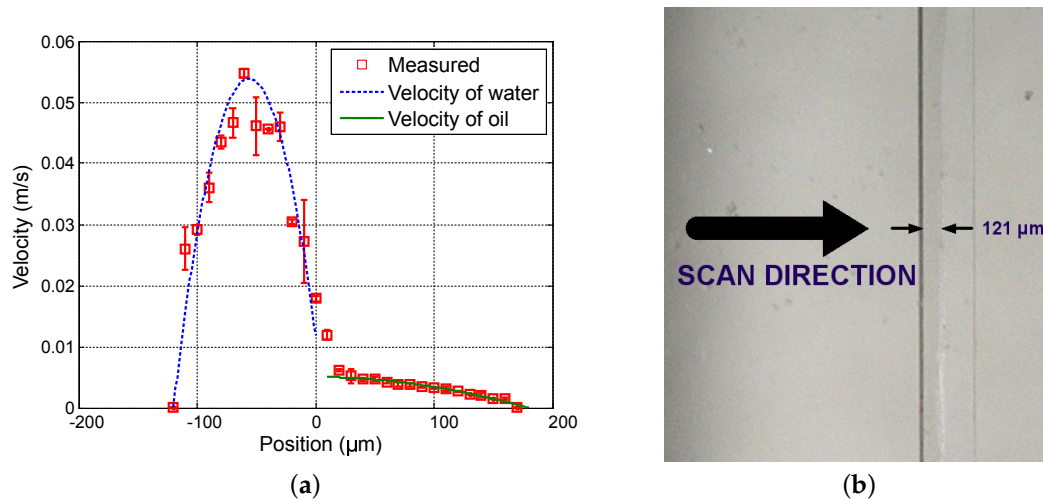 0.06
0.05
0.04
0.03
0.02
0.01
0
Velocity (m/s)
Measured
Velocity of water
Velocity of oil
-200
-100
0
100
200
Position (µm)
(a)
SCAN DIRECTION
121 µm
(b)